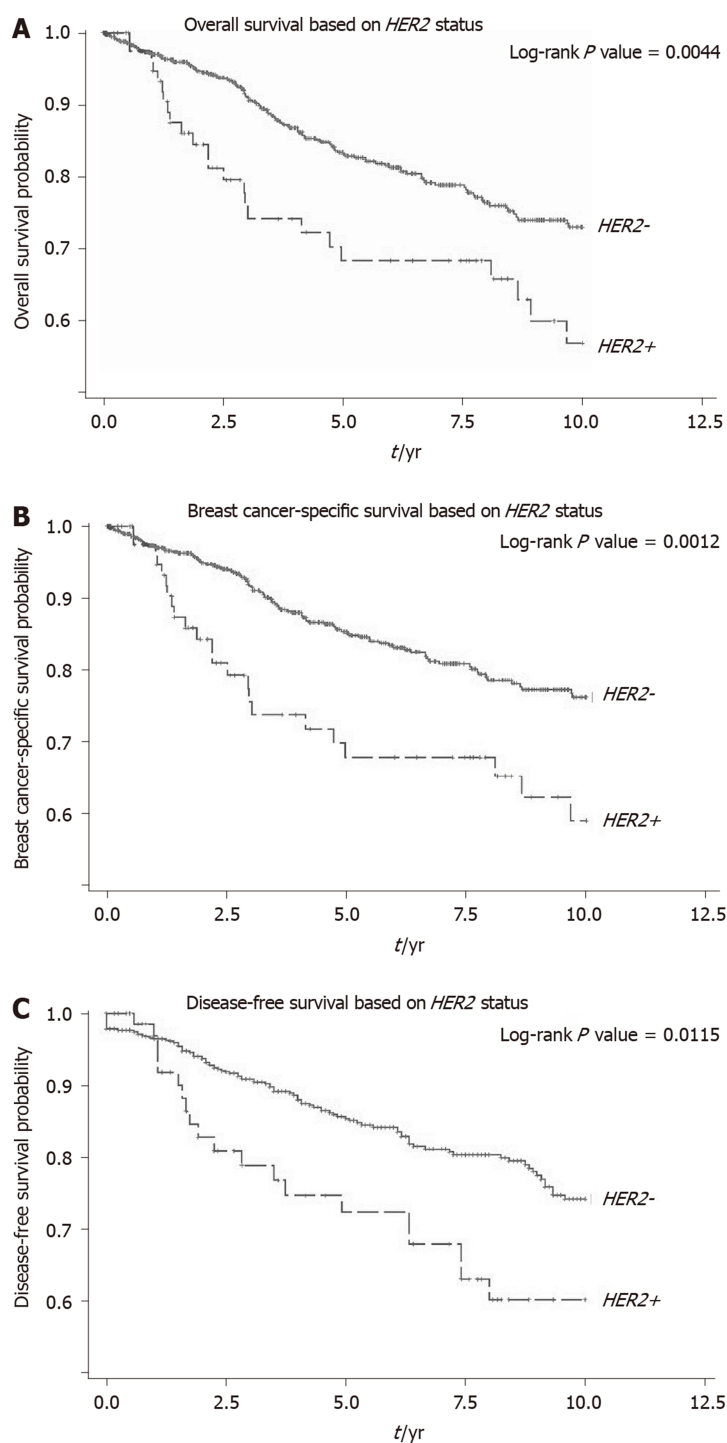 A
Overall survival based on HER2 status
Log-rank P value = 0.0044
Overall survival probability
1.0
0.9
0.8
0.7
0.6
HER2-
HER2+
0.0 2.5 5.0 7.5 10.0 12.5
t/yr
B
Breast cancer-specific survival based on HER2 status
Log-rank P value = 0.0012
Breast cancer-specific survival probability
1.0
0.9
0.8
0.7
0.6
HER2-
HER2+
0.0 2.5 5.0 7.5 10.0 12.5
t/yr
C
Disease-free survival based on HER2 status
Log-rank P value = 0.0115
Disease-free survival probability
1.0
0.9
0.8
0.7
0.6
HER2-
HER2+
0.0 2.5 5.0 7.5 10.0 12.5
t/yr